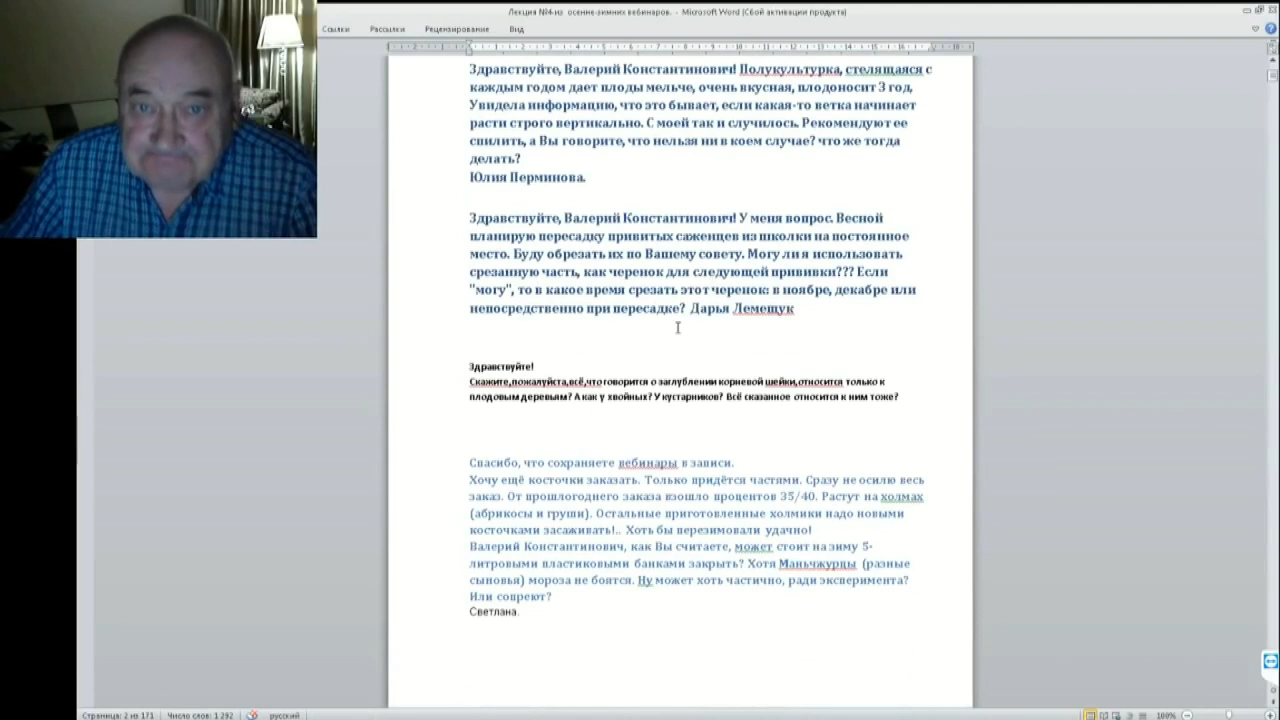 Лекция №4-из осенне-зимних вебинаров. - Microsoft Word (Сбой активации продукта)
Ссылки Рассылки Рецензирование Вид
Здравствуйте, Валерий Константинович! Полукультурка, стелящаяся с
каждым годом дает плоды мельче, очень вкусная, плодоносит 3 год.
Увидела информацию, что это бывает, если какая-то ветка начинает
расти строго вертикально. С моей так и случилось. Рекомендуют ее
спилить, а Вы говорите, что нельзя ни в коем случае? что же тогда
делать?
Юлия Перминова.
Здравствуйте, Валерий Константинович! У меня вопрос. Весной
планирую пересадку привитых саженцев из школки на постоянное
место. Буду обрезать их по Вашему совету. Могу ли я использовать
срезанную часть, как черенок для следующей прививки??? Если
"могу", то в какое время срезать этот черенок: в ноябре, декабре или
непосредственно при пересадке? Дарья Лемещук
Здравствуйте!
Скажите,пожалуйста,всё,что говорится о заглублении корневой шейки,относится только к
плодовым деревьям? А как у хвойных? У кустарников? Всё сказанное относится к ним тоже?
Спасибо, что сохраняете вебинары в записи.
Хочу ещё косточки заказать. Только придётся частями. Сразу не осилю весь
заказ. От прошлогоднего заказа взошло процентов 35/40. Растут на холмах
(абрикосы и груши). Остальные приготовленные холмики надо новыми
косточками засаживать!.. Хоть бы перезимовали удачно!
Валерий Константинович, как Вы считаете, может стоит на зиму 5-
литровыми пластиковыми банками закрыть? Хотя Маньчжурцы (разные
сыновья) мороза не боятся. Ну может хоть частично, ради эксперимента?
Или сопреют?
Светлана.
Страница: 2 из 171 Число слов: 1 292 русский 100%